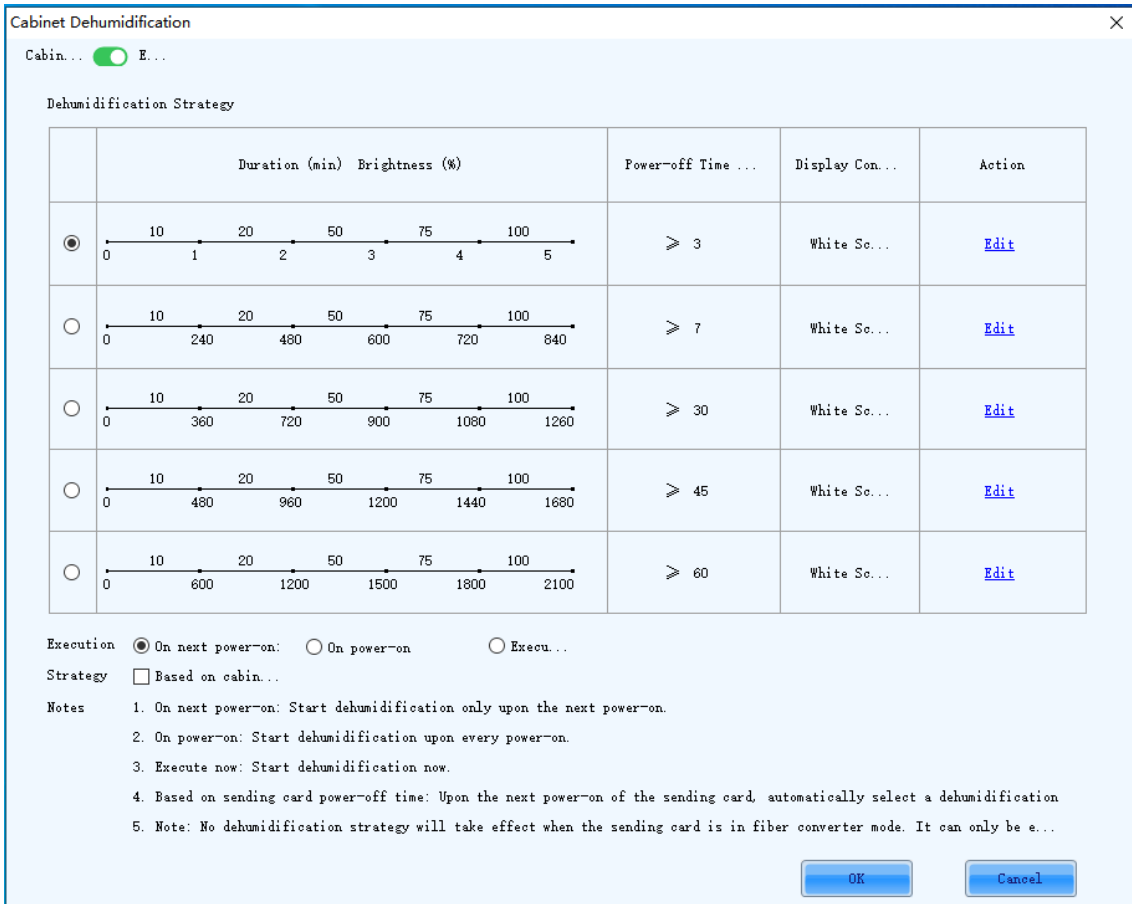 Cabinet Dehumidification
Cabin... E...
Dehumidification Strategy
Duration (min) Brightness (%) Power-off Time ... Display Con... Action
10 20 50 75 100
0 1 2 3 4 5
≥ 3 White Sc... Edit
10 20 50 75 100
0 240 480 600 720 840
≥ 7 White Sc... Edit
10 20 50 75 100
0 360 720 900 1080 1260
≥ 30 White Sc... Edit
10 20 50 75 100
0 480 960 1200 1440 1680
≥ 45 White Sc... Edit
10 20 50 75 100
0 600 1200 1500 1800 2100
≥ 60 White Sc... Edit
Execution On next power-on: On power-on Execu...
Strategy Based on cabin...
Notes 1. On next power-on: Start dehumidification only upon the next power-on.
2. On power-on: Start dehumidification upon every power-on.
3. Execute now: Start dehumidification now.
4. Based on sending card power-off time: Upon the next power-on of the sending card, automatically select a dehumidification
5. Note: No dehumidification strategy will take effect when the sending card is in fiber converter mode. It can only be e...
OK Cancel